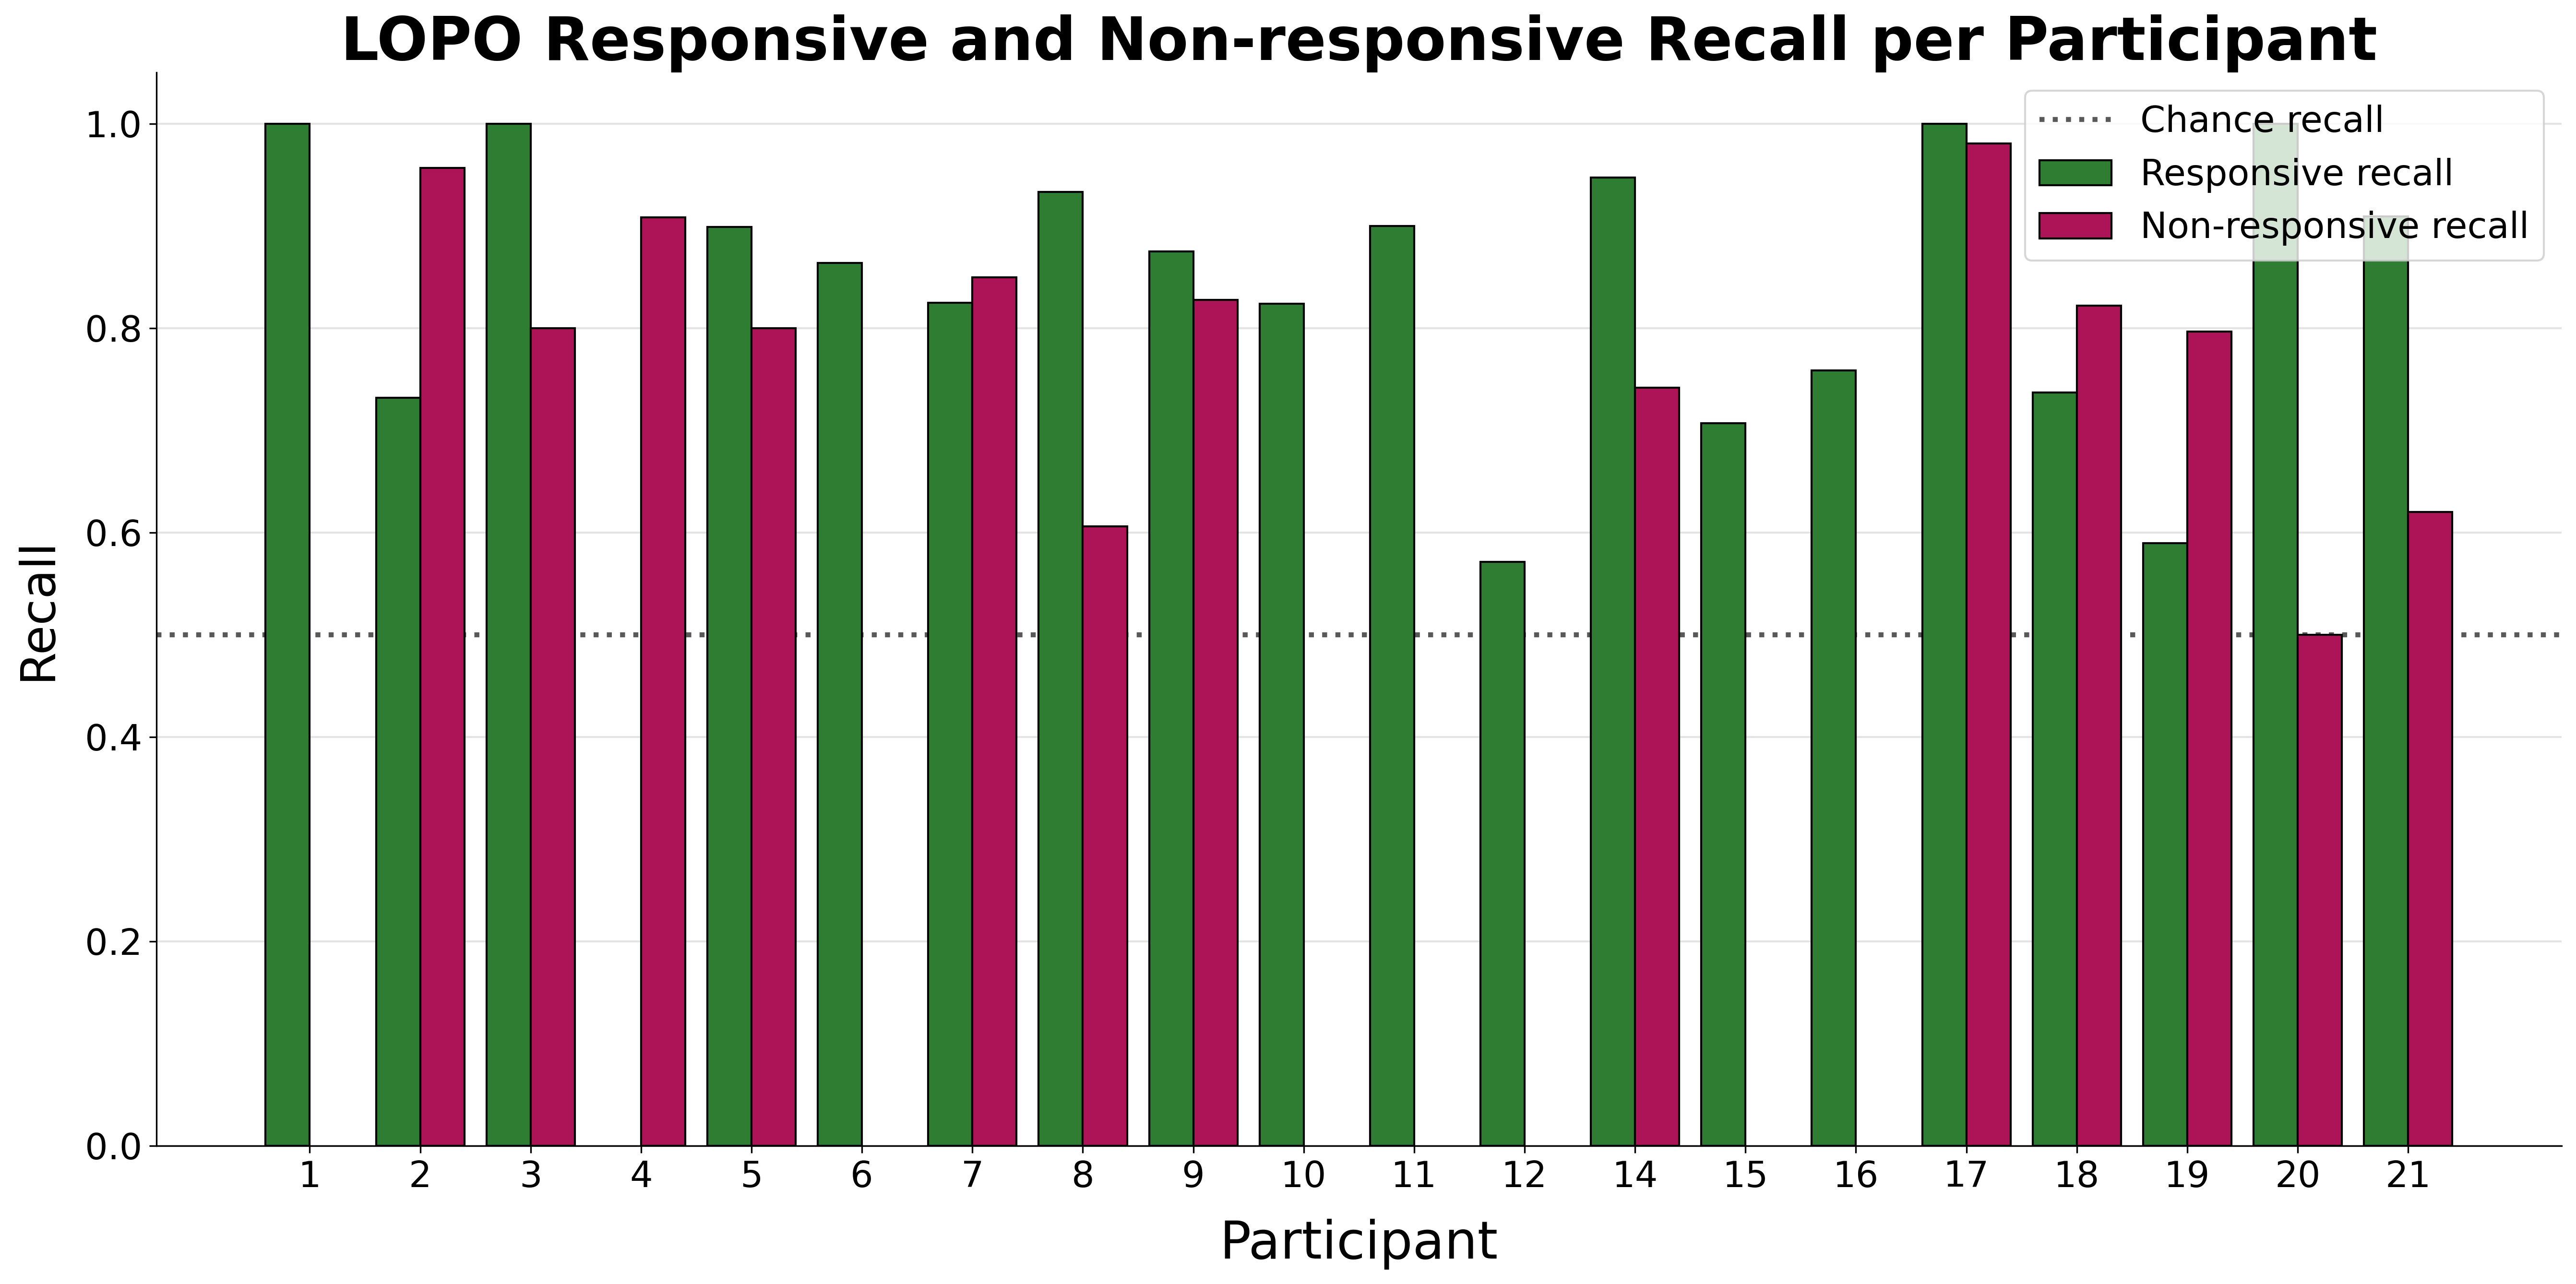 LOPO Responsive and Non-responsive Recall per Participant
Chance recall
Responsive recall
Non-responsive recall
Recall
1.0
0.8
0.6
0.4
0.2
0.0
1 2 3 4 5 6 7 8 9 10 11 12 14 15 16 17 18 19 20 21
Participant